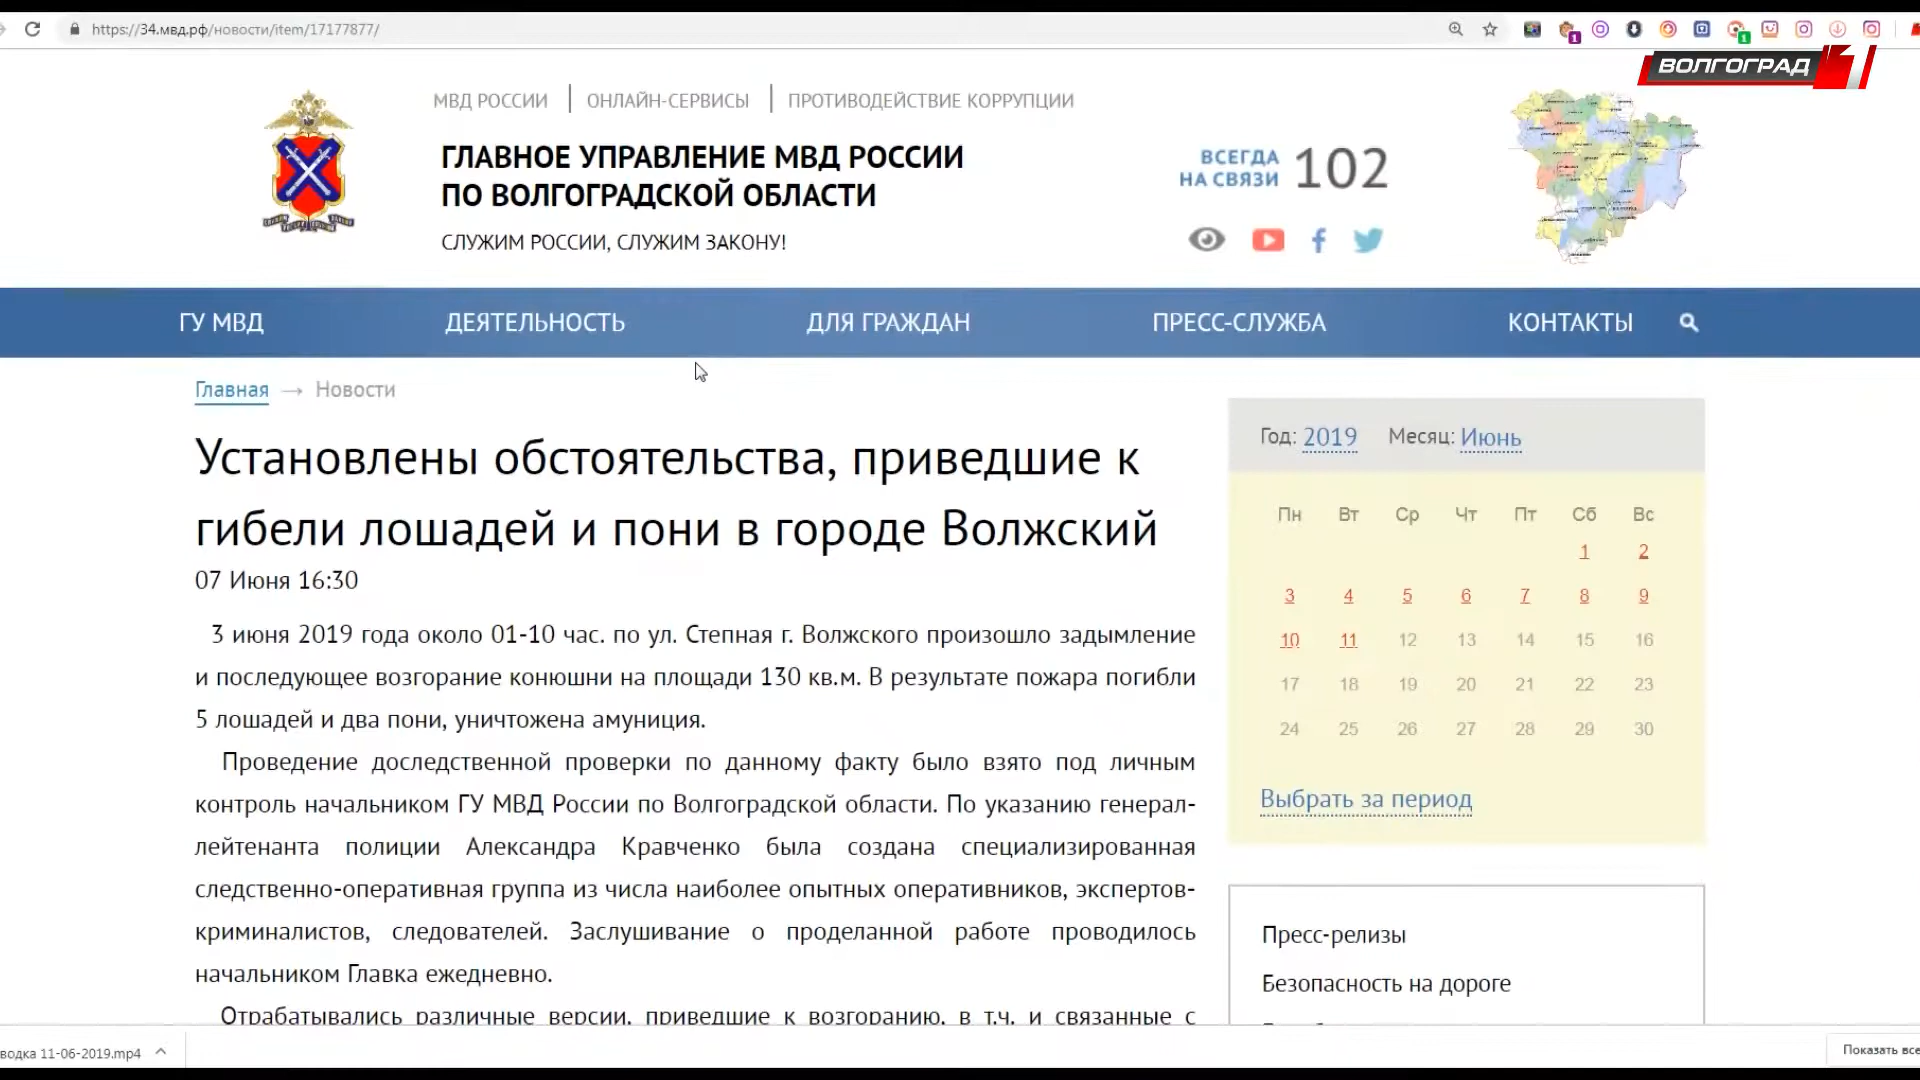 https://34.мвд.рф/новости/item/17177877/
1
1
ВОЛГОГРАД 1
МВД РОССИИ
ОНЛАЙН-СЕРВИСЫ
ПРОТИВОДЕЙСТВИЕ КОРРУПЦИИ
ГЛАВНОЕ УПРАВЛЕНИЕ МВД РОССИИ
ПО ВОЛГОГРАДСКОЙ ОБЛАСТИ
СЛУЖИМ РОССИИ, СЛУЖИМ ЗАКОНУ!
ВСЕГДА
НА СВЯЗИ
102
ГУ МВД
ДЕЯТЕЛЬНОСТЬ
ДЛЯ ГРАЖДАН
ПРЕСС-СЛУЖБА
КОНТАКТЫ
Главная → Новости
Установлены обстоятельства, приведшие к
гибели лошадей и пони в городе Волжский
07 Июня 16:30
3 июня 2019 года около 01-10 час. по ул. Степная г. Волжского произошло задымление
и последующее возгорание конюшни на площади 130 кв.м. В результате пожара погибли
5 лошадей и два пони, уничтожена амуниция.
Проведение доследственной проверки по данному факту было взято под личным
контроль начальником ГУ МВД России по Волгоградской области. По указанию генерал-
лейтенанта полиции Александра Кравченко была создана специализированная
следственно-оперативная группа из числа наиболее опытных оперативников, экспертов-
криминалистов, следователей. Заслушивание о проделанной работе проводилось
начальником Главка ежедневно.
Отрабатывались различные версии, приведшие к возгоранию, в т.ч. и связанные с
Год: 2019 Месяц: Июнь
Пн Вт Ср Чт Пт Сб Вс
1 2
3 4 5 6 7 8 9
10 11 12 13 14 15 16
17 18 19 20 21 22 23
24 25 26 27 28 29 30
Выбрать за период
Пресс-релизы
Безопасность на дороге
водка 11-06-2019.mp4
Показать все